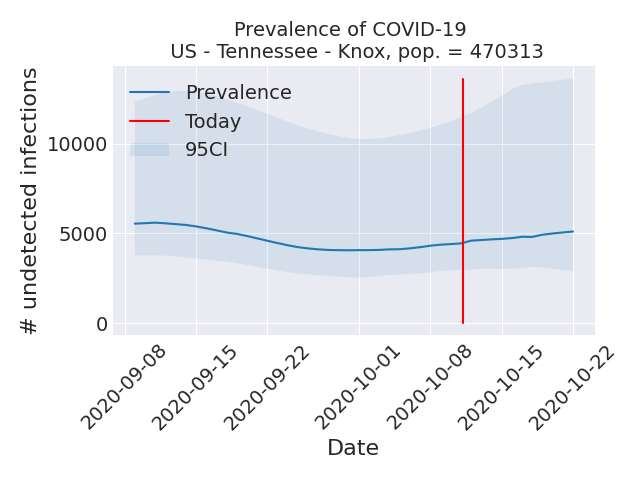 Prevalence of COVID-19
US - Tennessee - Knox, pop. = 470313
Prevalence
Today
95CI
# undetected infections
10000
5000
0
2020-09-08
2020-09-15
2020-09-22
2020-10-01
2020-10-08
2020-10-15
2020-10-22
Date